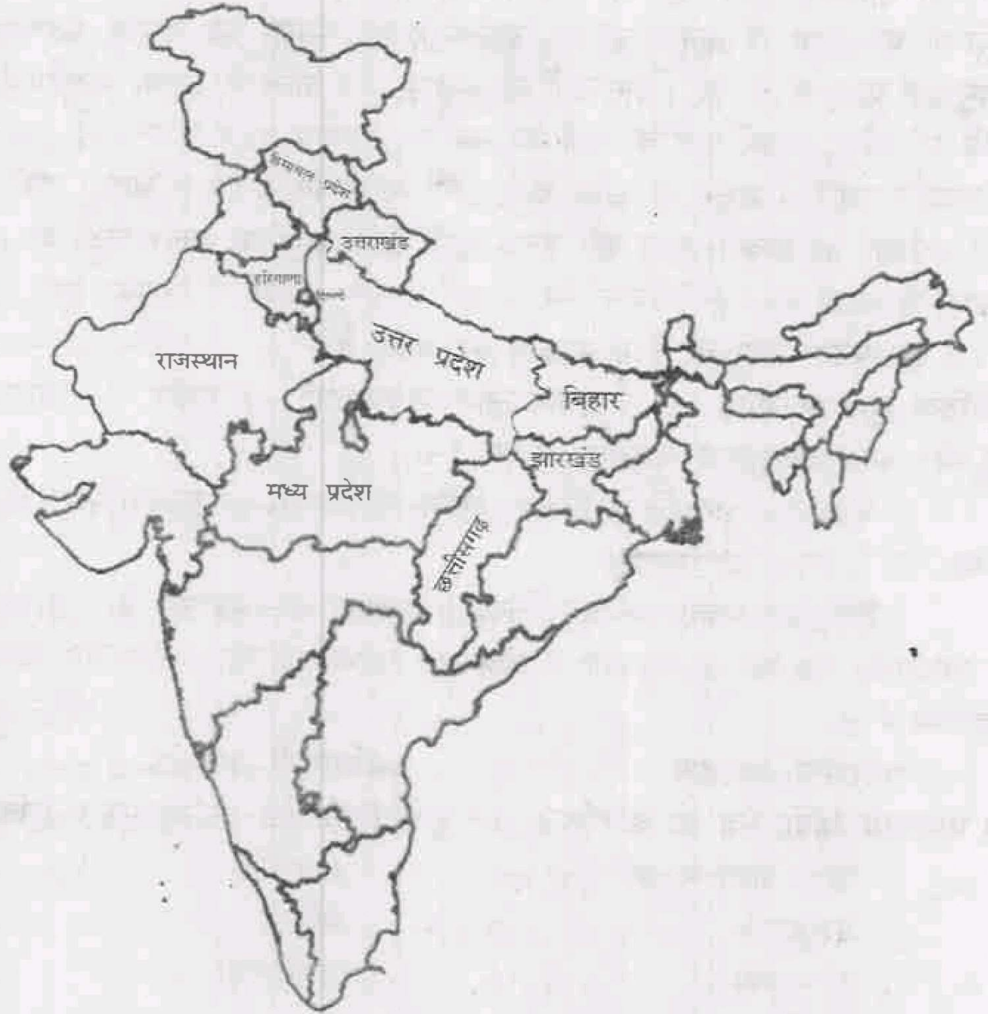 हिमाचल प्रदेश
उत्तराखंड
हरियाणा
उत्तर प्रदेश
राजस्थान
बिहार
झारखंड
मध्य प्रदेश
छत्तीसगढ़